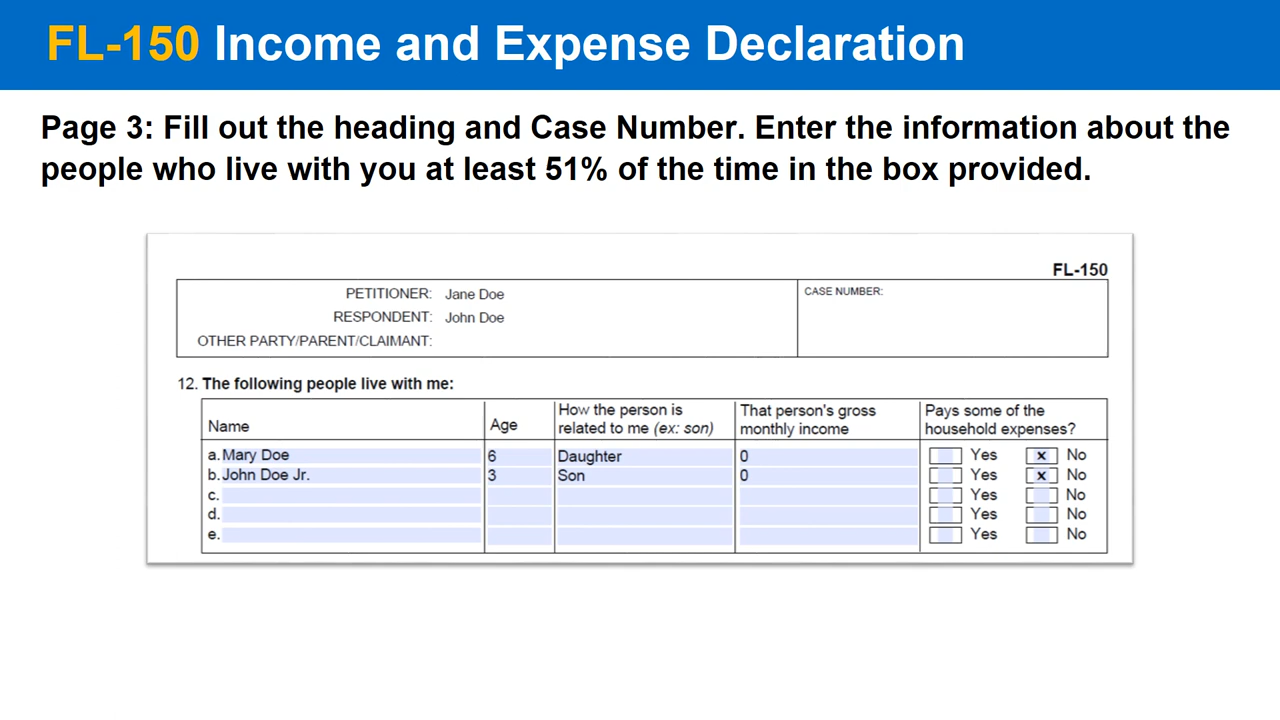 FL-150 Income and Expense Declaration
Page 3: Fill out the heading and Case Number. Enter the information about the
people who live with you at least 51% of the time in the box provided.
FL-150
PETITIONER: Jane Doe
RESPONDENT: John Doe
OTHER PARTY/PARENT/CLAIMANT:
CASE NUMBER:
12. The following people live with me:
Name Age How the person is related to me (ex: son) That person's gross monthly income Pays some of the household expenses?
a. Mary Doe 6 Daughter 0 Yes x No
b. John Doe Jr. 3 Son 0 Yes x No
c. Yes No
d. Yes No
e. Yes No